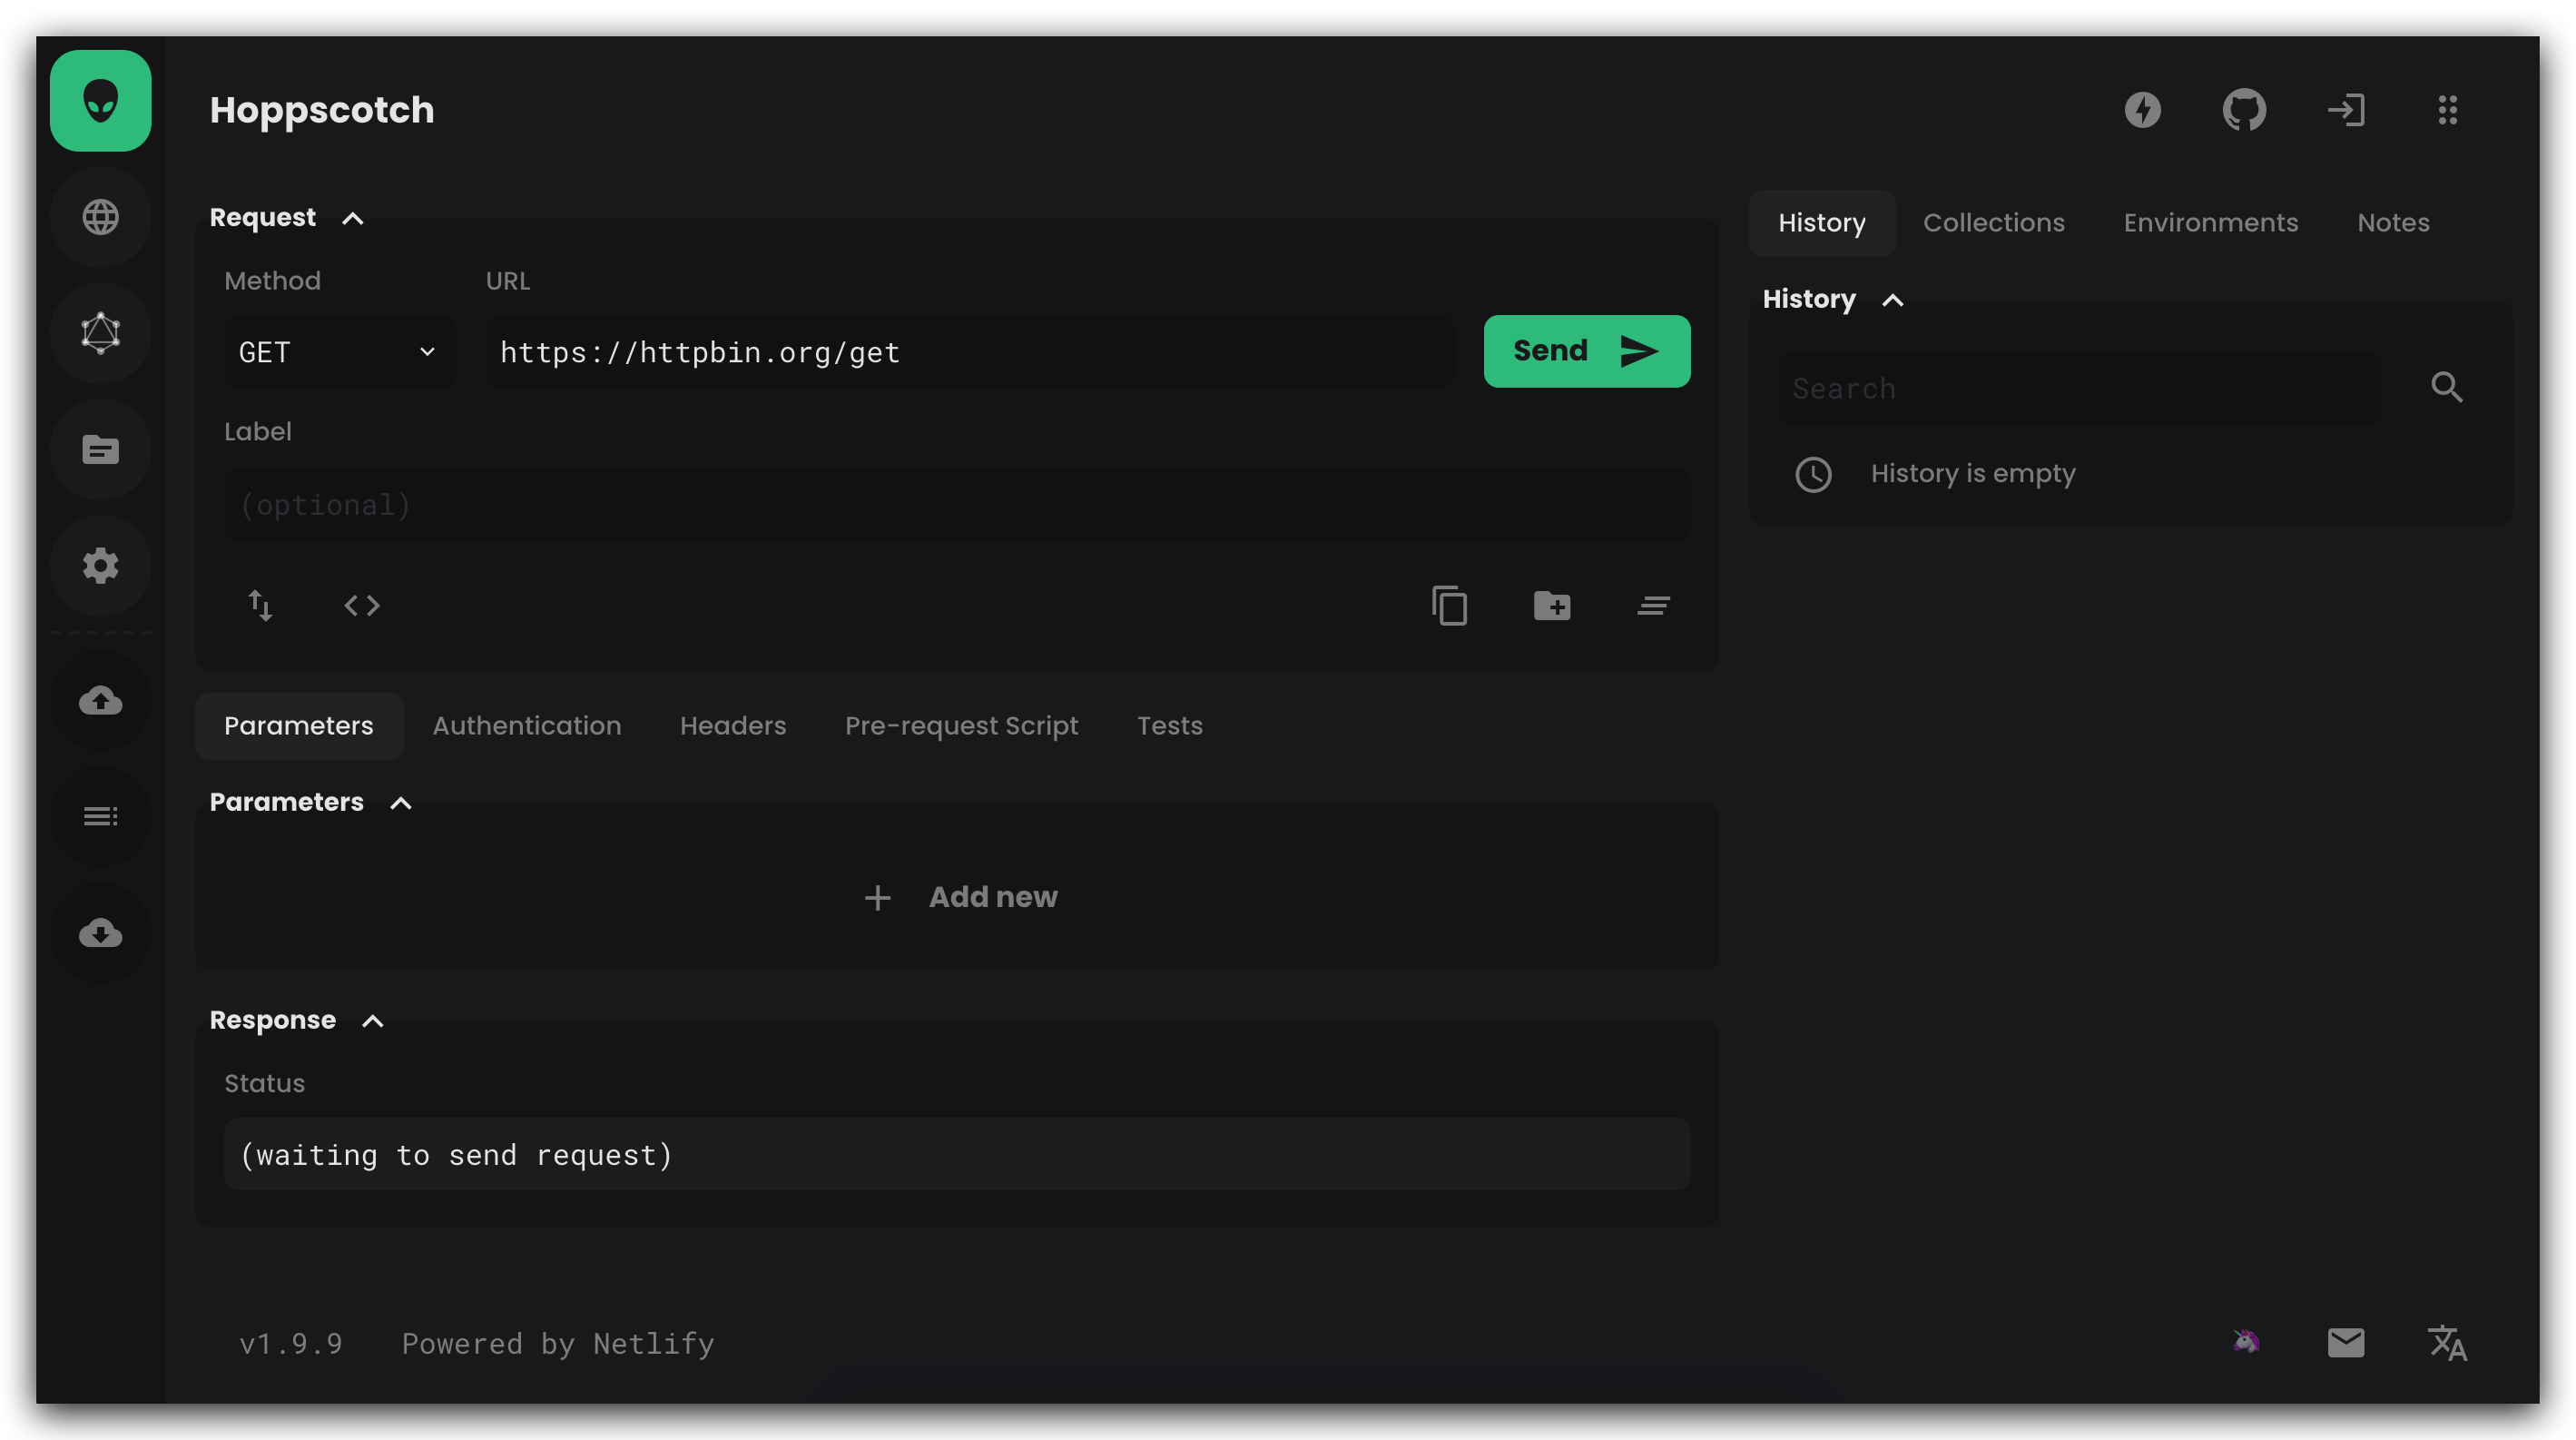 Hoppscotch
Request
Method
URL
GET
https://httpbin.org/get
Send
Label
(optional)
Parameters
Authentication
Headers
Pre-request Script
Tests
Parameters
Add new
Response
Status
(waiting to send request)
History
Collections
Environments
Notes
History
Search
History is empty
v1.9.9
Powered by Netlify